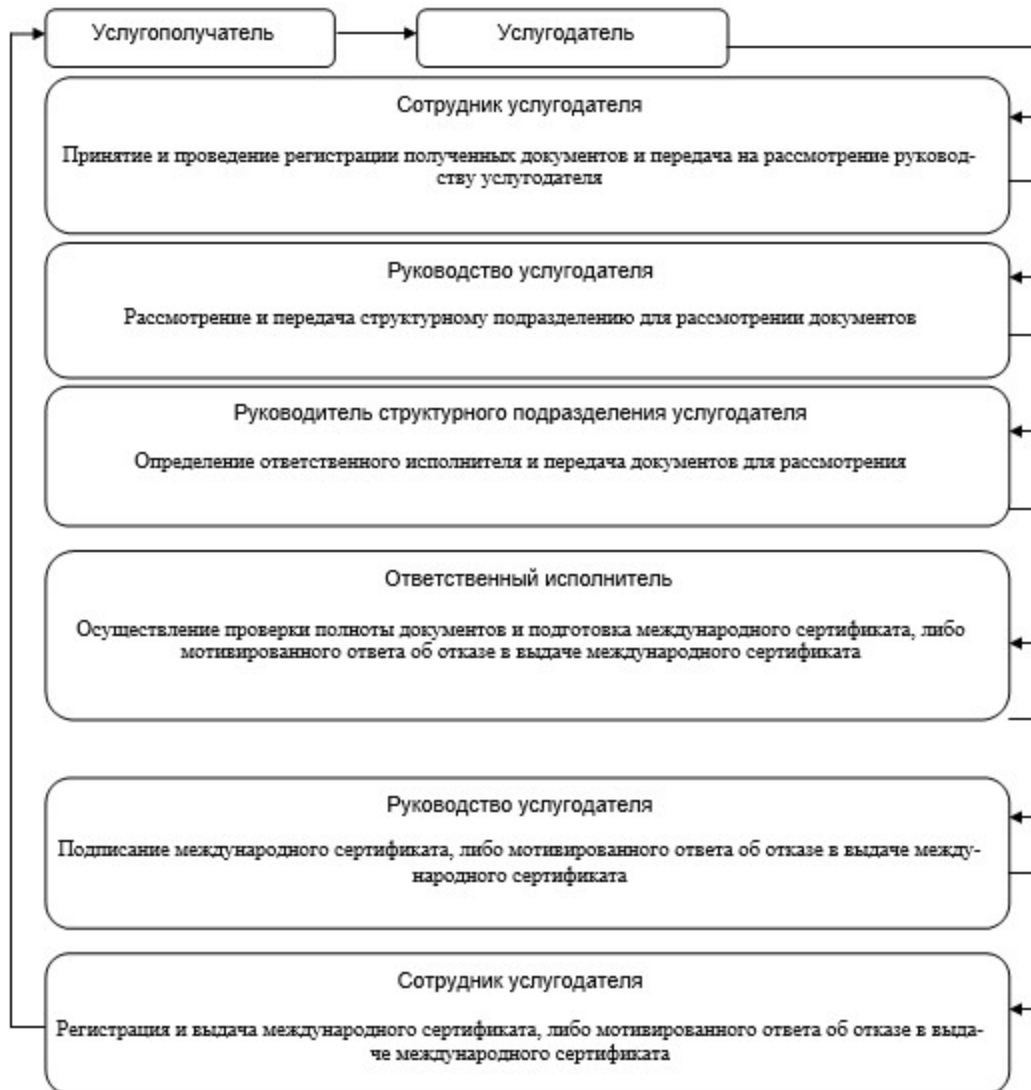 Услугополучатель
Услугодатель
Сотрудник услугодателя
Принятие и проведение регистрации полученных документов и передача на рассмотрение руковод-
ству услугодателя
Руководство услугодателя
Рассмотрение и передача структурному подразделению для рассмотрении документов
Руководитель структурного подразделения услугодателя
Определение ответственного исполнителя и передача документов для рассмотрения
Ответственный исполнитель
Осуществление проверки полноты документов и подготовка международного сертификата, либо
мотивированного ответа об отказе в выдаче международного сертификата
Руководство услугодателя
Подписание международного сертификата, либо мотивированного ответа об отказе в выдаче между-
народного сертификата
Сотрудник услугодателя
Регистрация и выдача международного сертификата, либо мотивированного ответа об отказе в выда-
че международного сертификата